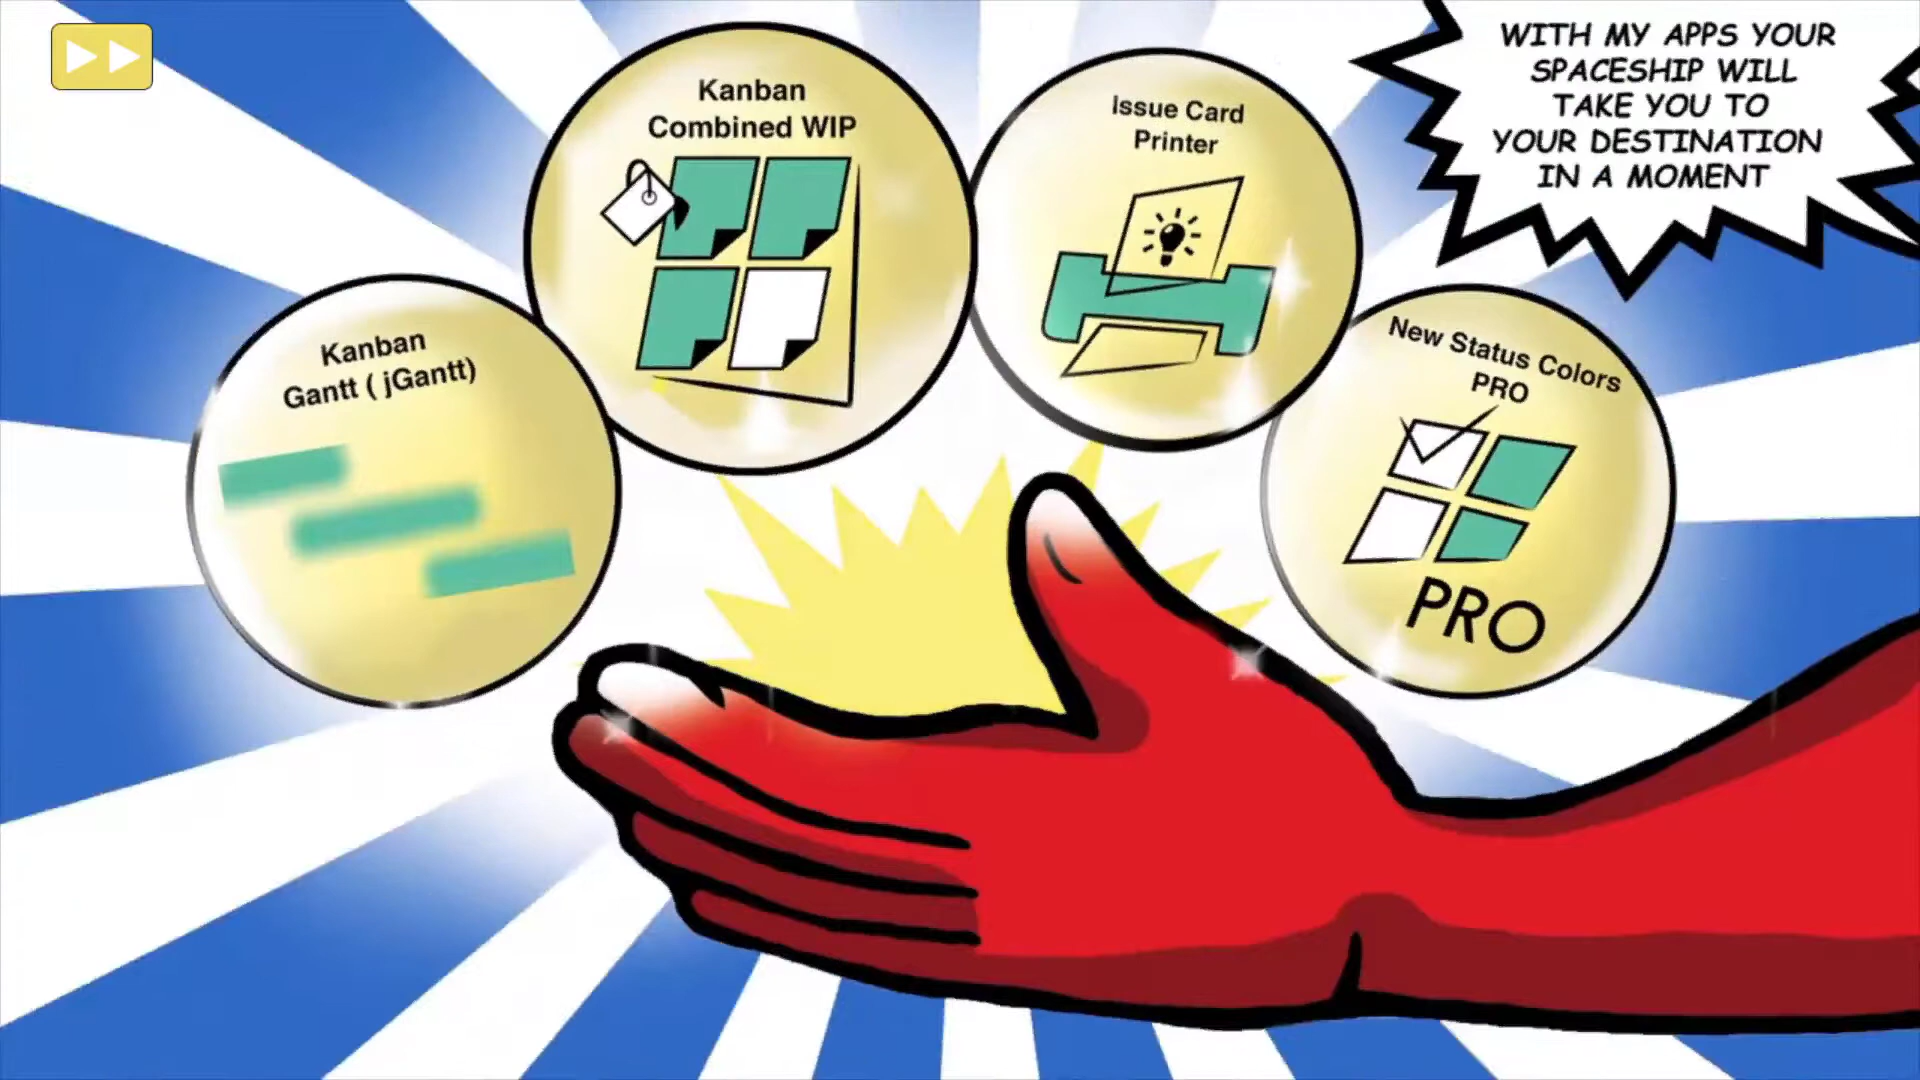 WITH MY APPS YOUR
SPACESHIP WILL
TAKE YOU TO
YOUR DESTINATION
IN A MOMENT
Kanban
Gantt ( jGantt)
Kanban
Combined WIP
Issue Card
Printer
New Status Colors
PRO
PRO